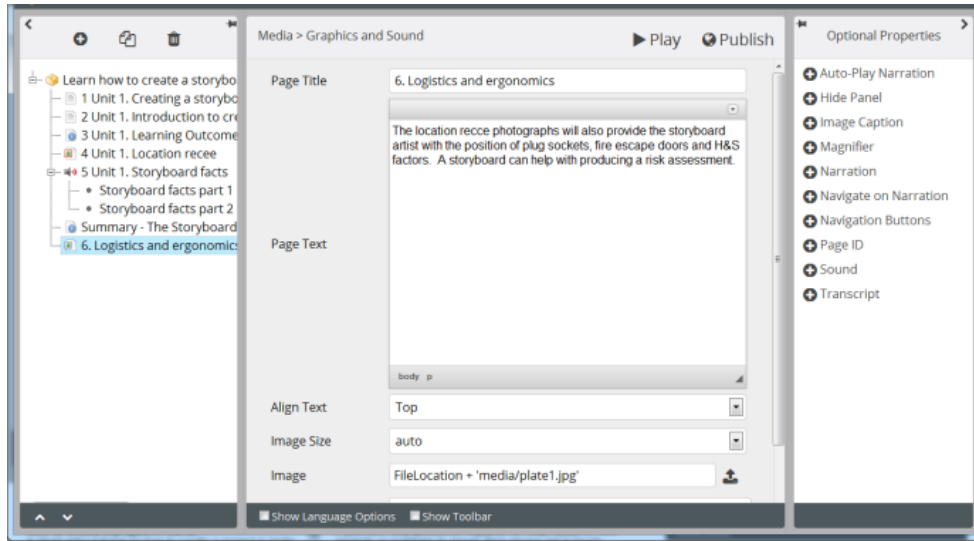 Learn how to create a storybo
1 Unit 1. Creating a storybo
2 Unit 1. Introduction to cre
3 Unit 1. Learning Outcome
4 Unit 1. Location recee
5 Unit 1. Storyboard facts
Storyboard facts part 1
Storyboard facts part 2
Summary - The Storyboard
6. Logistics and ergonomics
Media > Graphics and Sound
Play
Publish
Page Title
6. Logistics and ergonomics
Page Text
The location recce photographs will also provide the storyboard
artist with the position of plug sockets, fire escape doors and H&S
factors. A storyboard can help with producing a risk assessment.
body p
Align Text
Top
Image Size
auto
Image
FileLocation + 'media/plate1.jpg'
Show Language Options
Show Toolbar
Optional Properties
Auto-Play Narration
Hide Panel
Image Caption
Magnifier
Narration
Navigate on Narration
Navigation Buttons
Page ID
Sound
Transcript